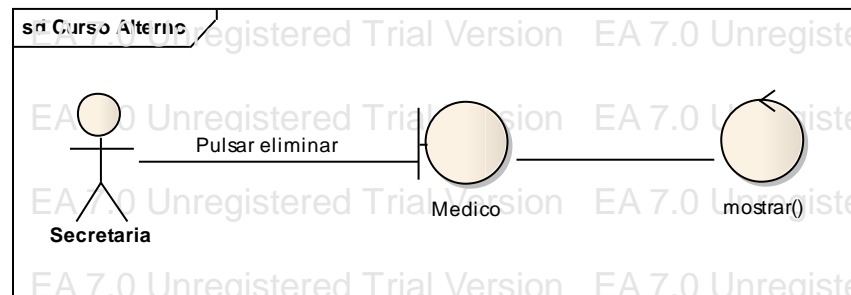 sd Curso Alterno
EA 7.0 Unregistered Trial Version EA 7.0 Unregiste
EA 7.0 Unregistered Trial Version EA 7.0 Unregiste
Pulsar eliminar
EA 7.0 Unregistered Trial Version EA 7.0 Unregiste
Medico
mostrar()
Secretaria
EA 7.0 Unregistered Trial Version EA 7.0 Unregiste